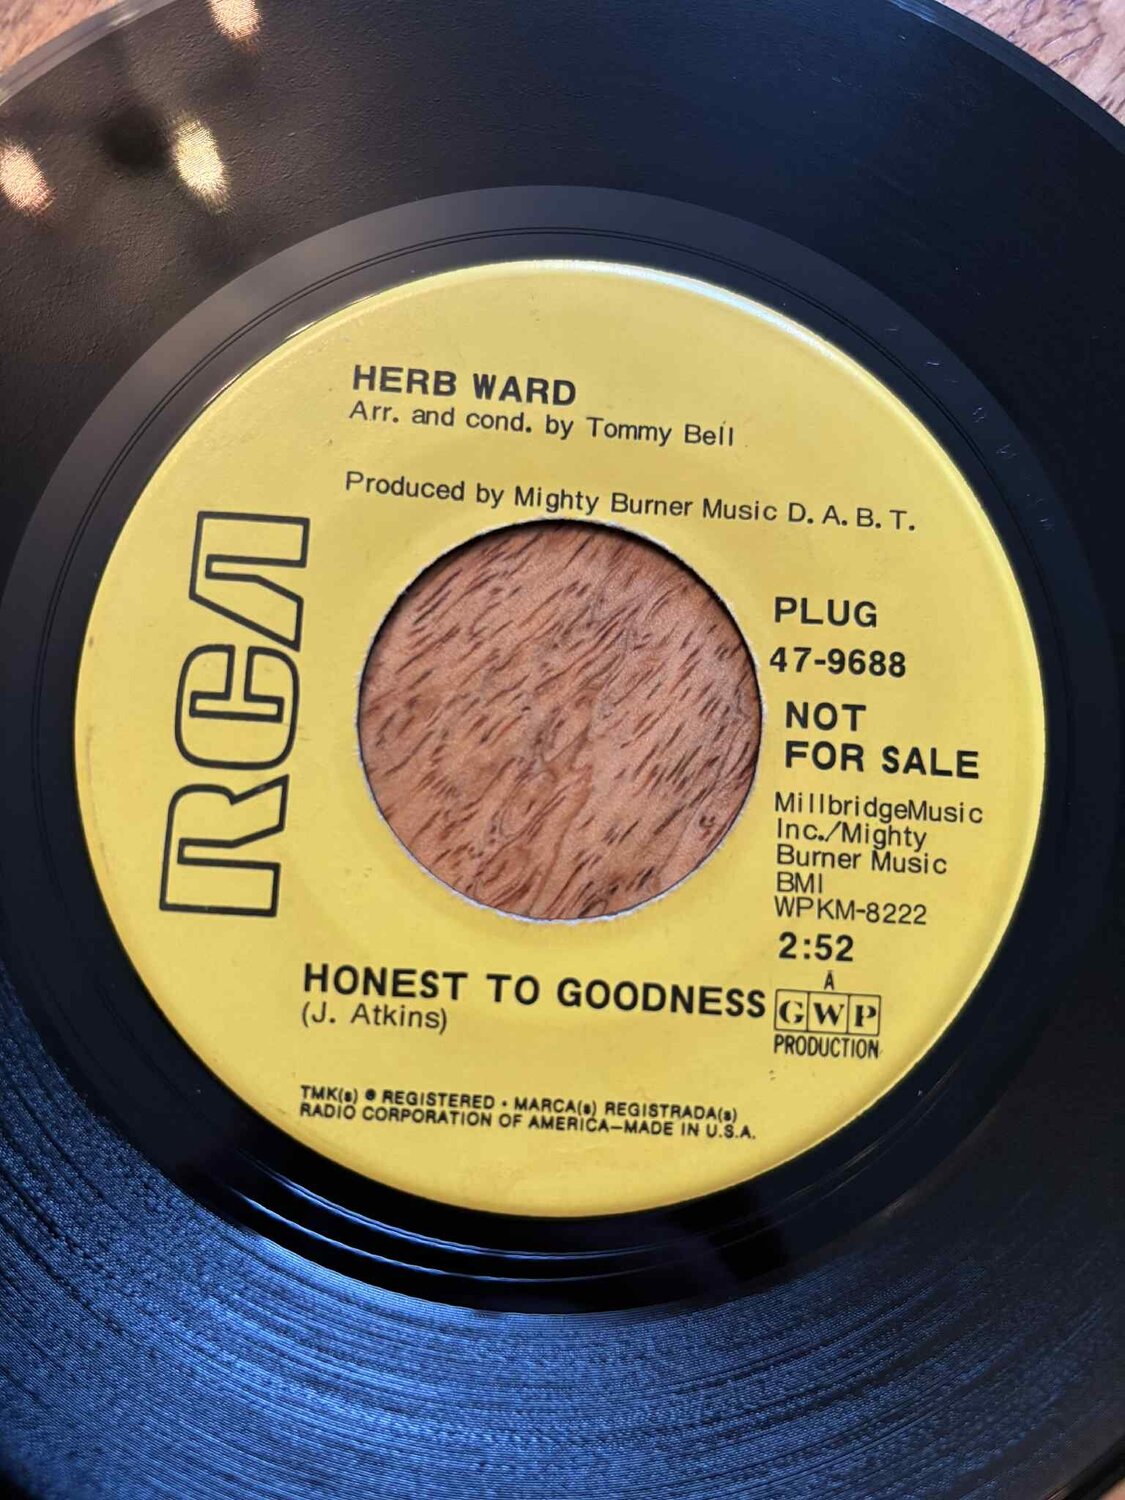 HERB WARD
Arr. and cond. by Tommy Bell
Produced by Mighty Burner Music D. A. B. T.
RCA
PLUG
47-9688
NOT
FOR SALE
MillbridgeMusic
Inc./Mighty
Burner Music
BMI
WPKM-8222
2:52
HONEST TO GOODNESS
(J. Atkins)
A
GWP
PRODUCTION
TMK(s) ® REGISTERED • MARCA(s) REGISTRADA(s)
RADIO CORPORATION OF AMERICA—MADE IN U.S.A.